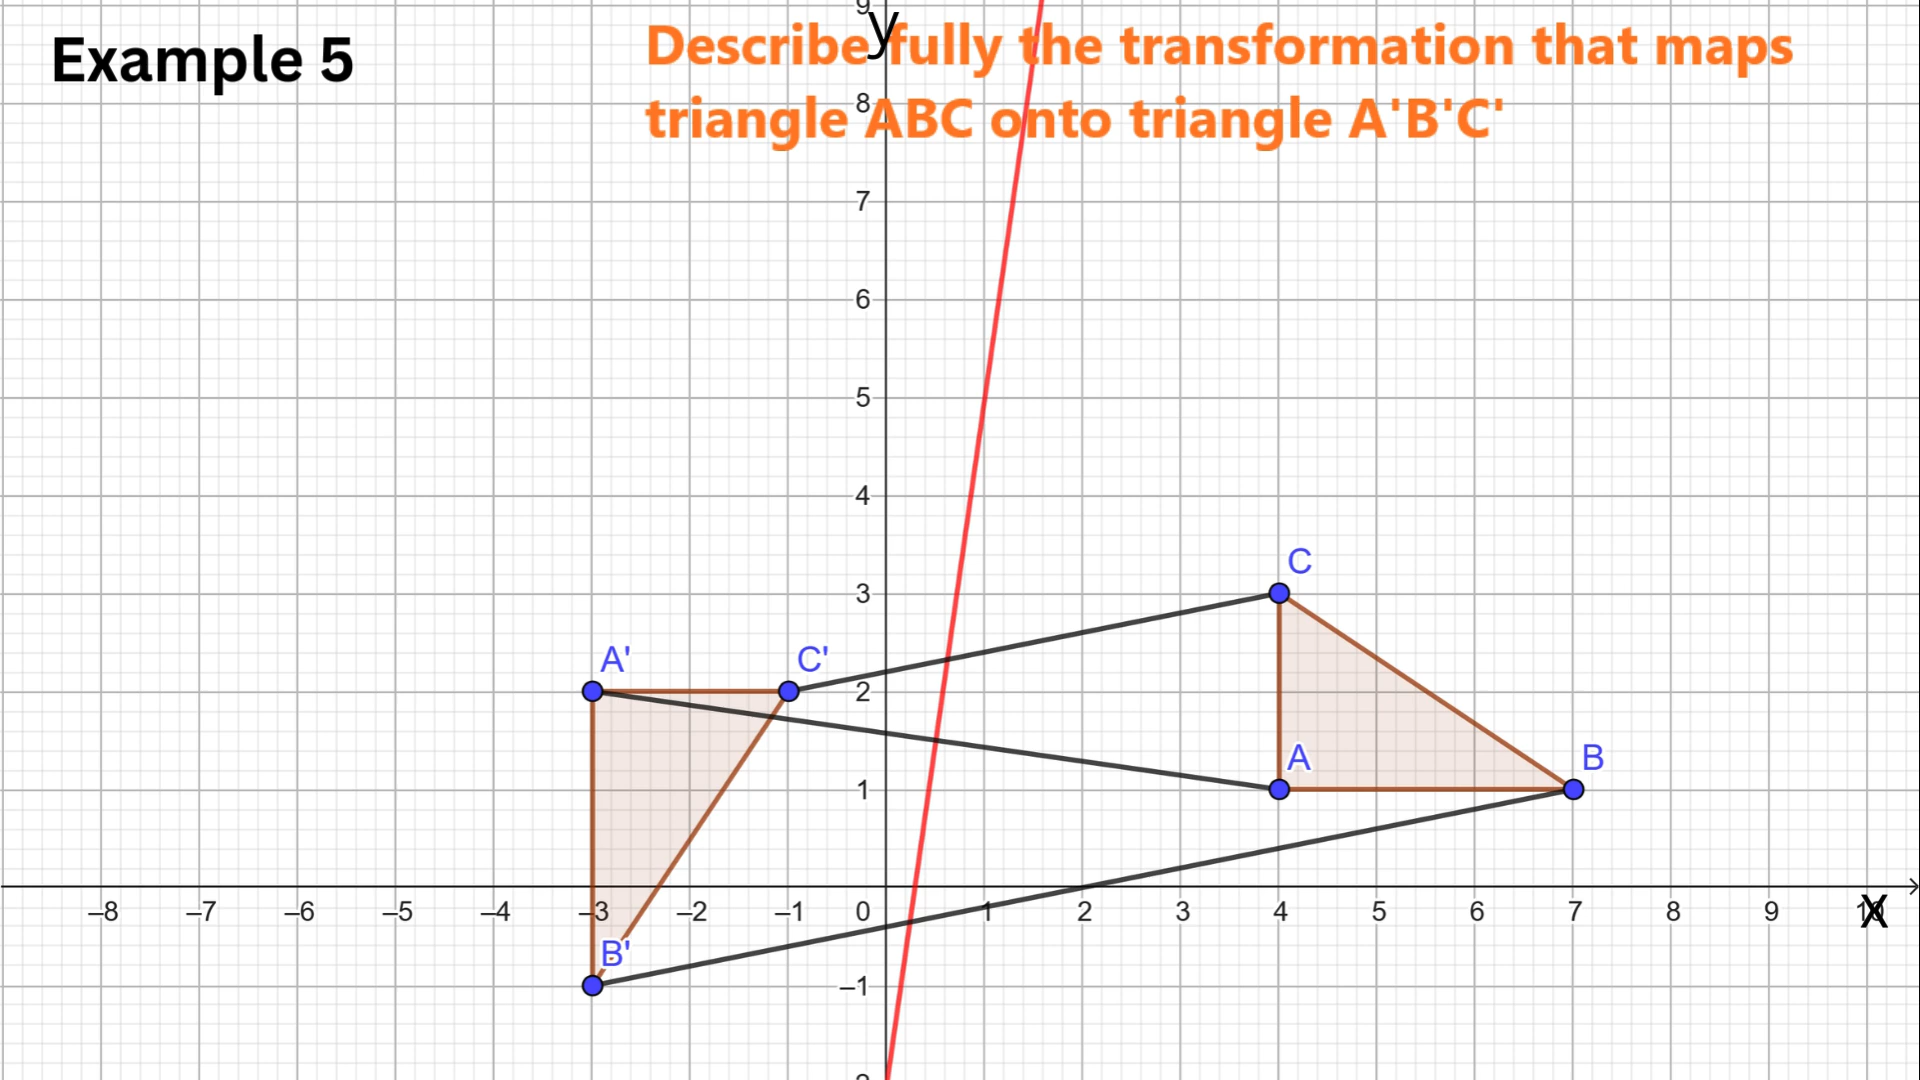 Example 5
Describe fully the transformation that maps
triangle ABC onto triangle A'B'C'
y
9
8
7
6
5
4
3
2
1
–1
C
A'
C'
A
B
B'
–8 –7 –6 –5 –4 –3 –2 –1 0 1 2 3 4 5 6 7 8 9 10
x